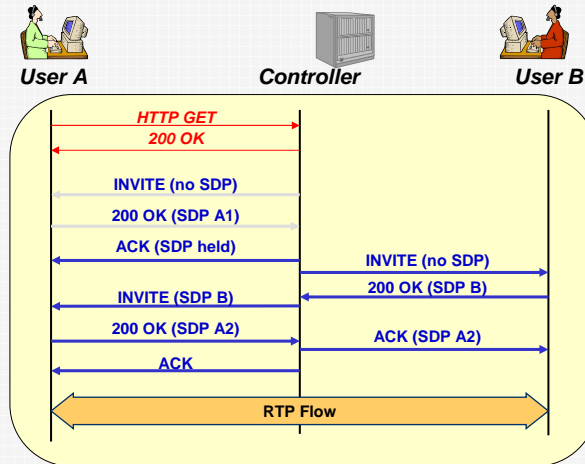 User A
Controller
User B
HTTP GET
200 OK
INVITE (no SDP)
200 OK (SDP A1)
ACK (SDP held)
INVITE (no SDP)
200 OK (SDP B)
INVITE (SDP B)
200 OK (SDP A2)
ACK (SDP A2)
ACK
RTP Flow